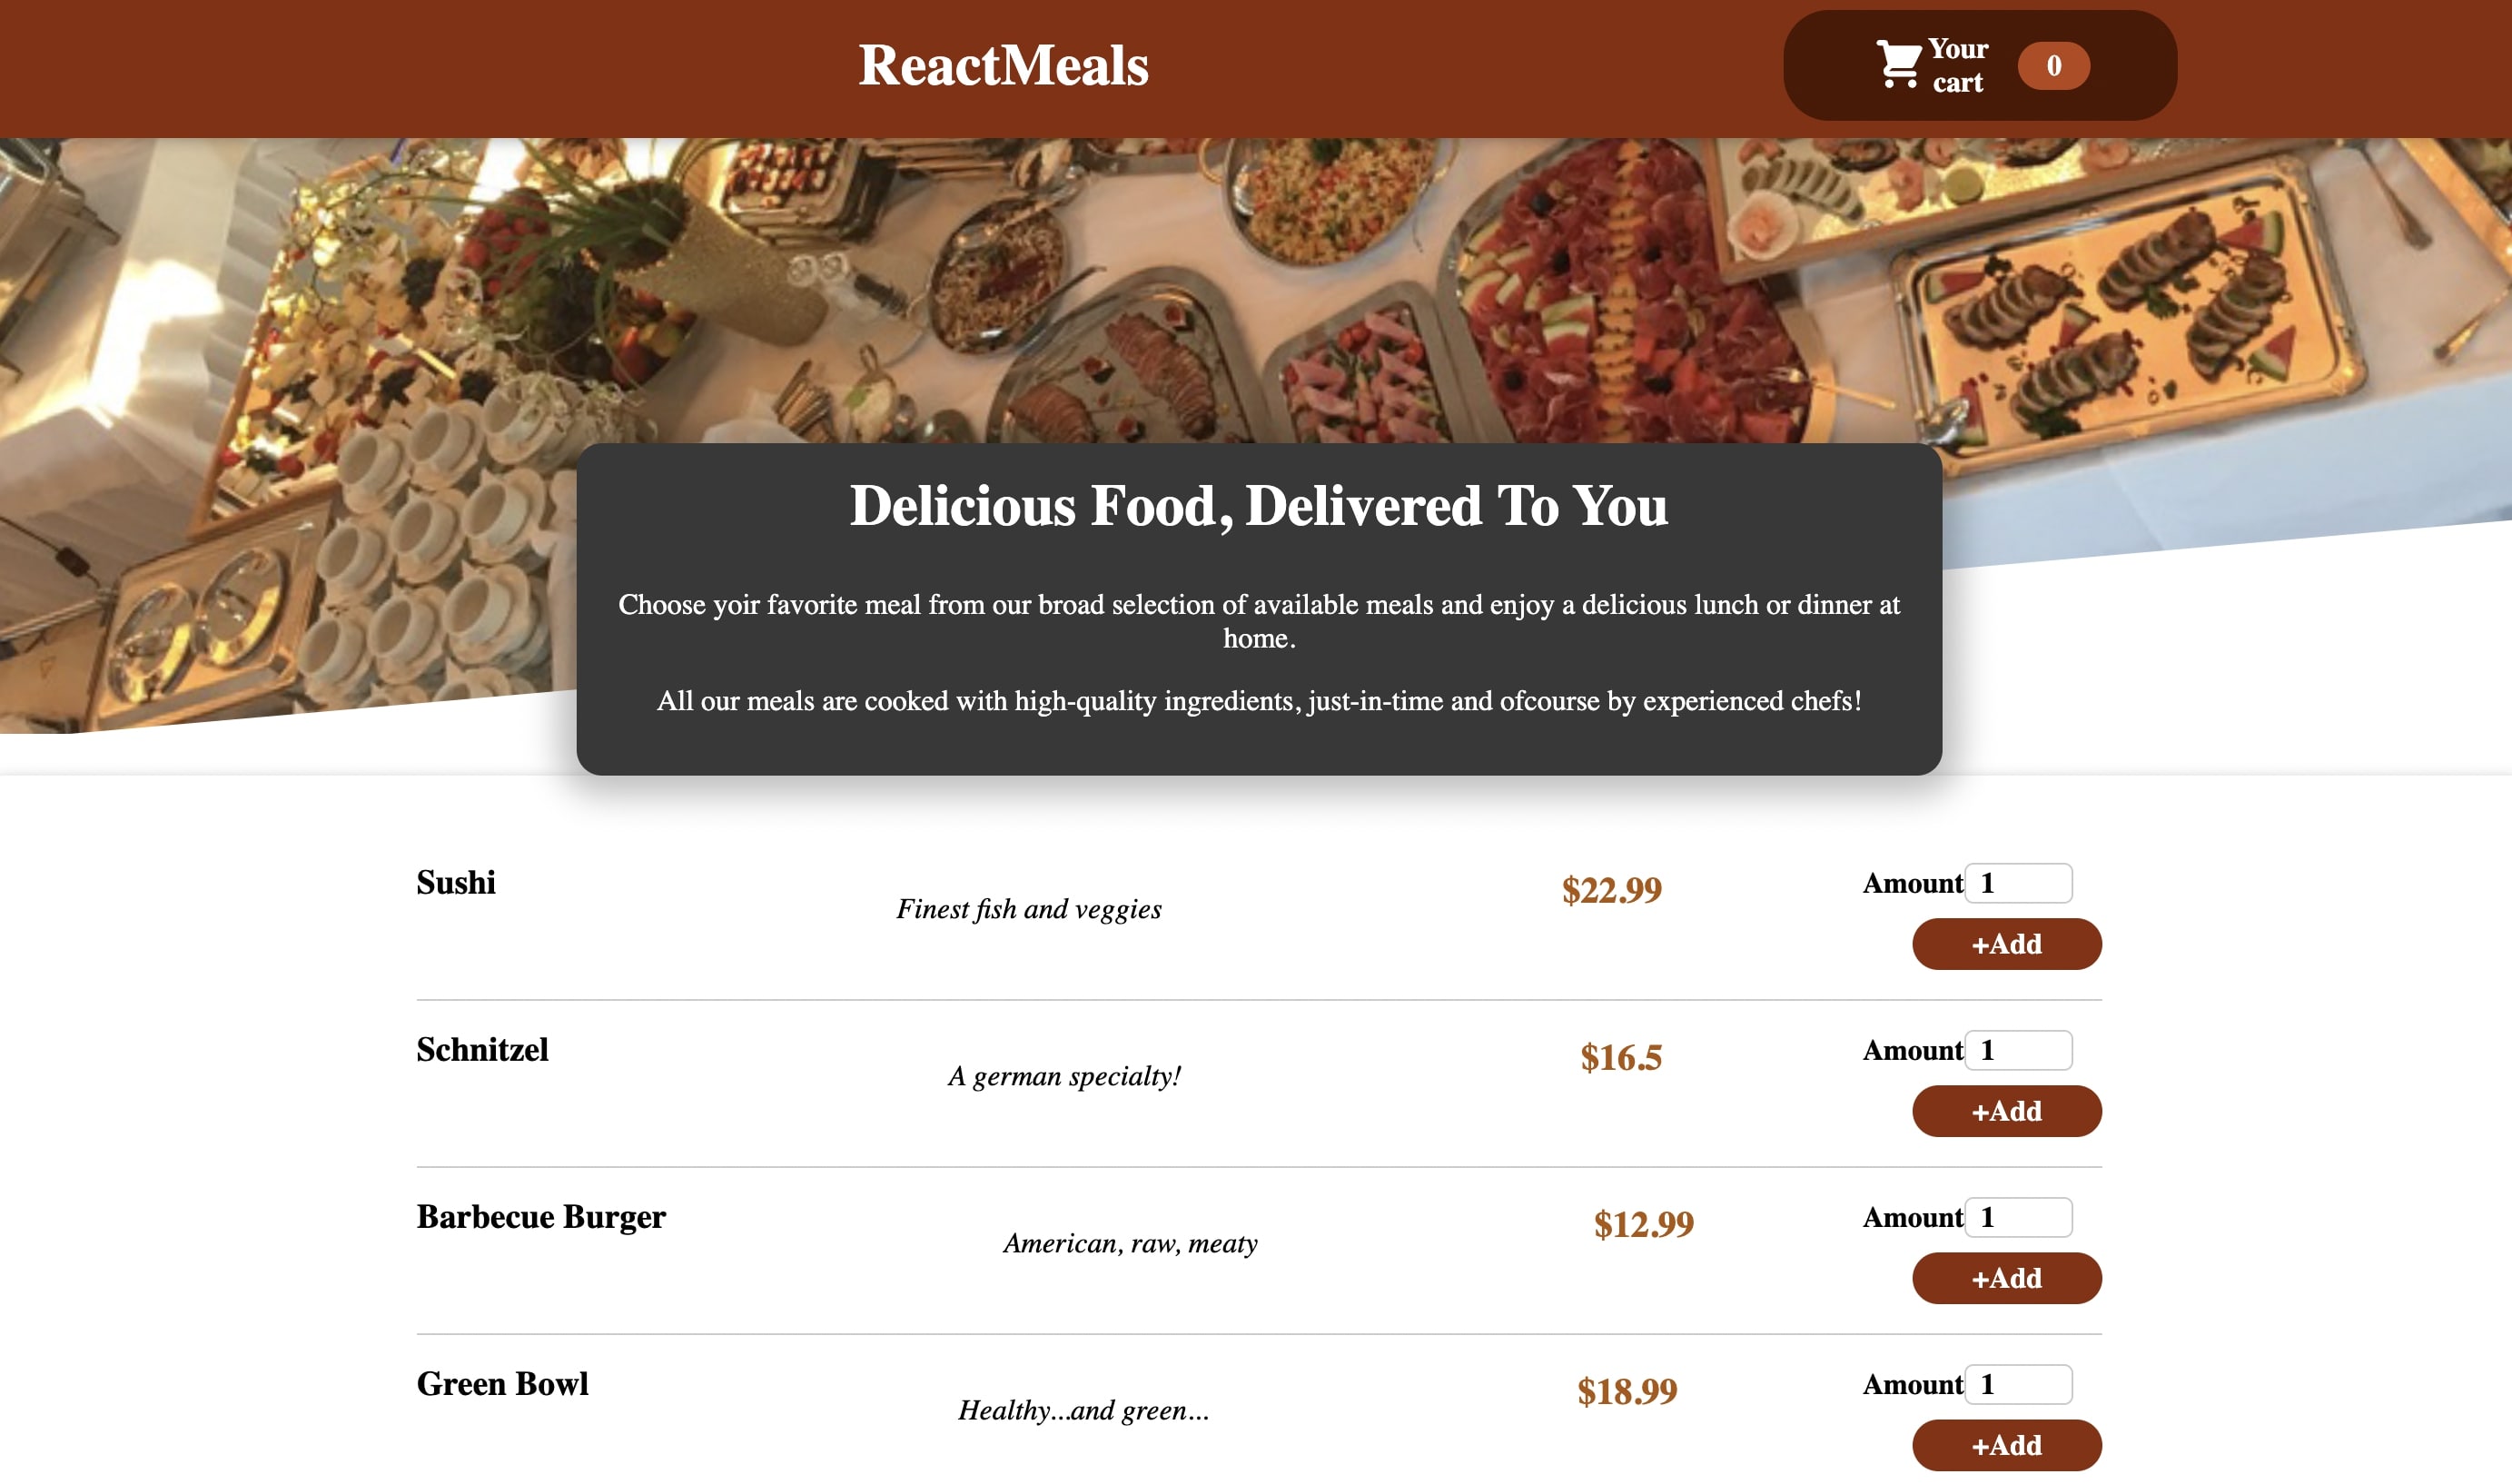 ReactMeals
Your
cart
0
Delicious Food, Delivered To You
Choose yoir favorite meal from our broad selection of available meals and enjoy a delicious lunch or dinner at
home.
All our meals are cooked with high-quality ingredients, just-in-time and ofcourse by experienced chefs!
Sushi
Finest fish and veggies
$22.99
Amount 1
+Add
Schnitzel
A german specialty!
$16.5
Amount 1
+Add
Barbecue Burger
American, raw, meaty
$12.99
Amount 1
+Add
Green Bowl
Healthy...and green...
$18.99
Amount 1
+Add